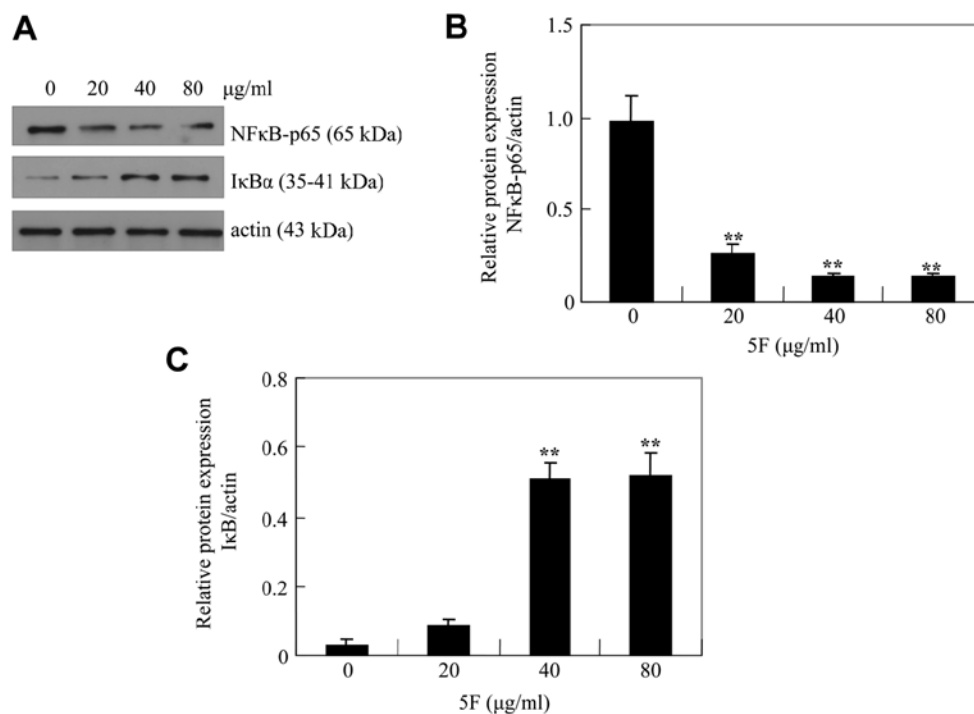 A
0 20 40 80 μg/ml
NFκB-p65 (65 kDa)
IκBα (35-41 kDa)
actin (43 kDa)
B
Relative protein expression
NFκB-p65/actin
1.5
1.0
0.5
0
**
**
**
0 20 40 80
5F (μg/ml)
C
Relative protein expression
IκB/actin
0.8
0.6
0.4
0.2
0
**
**
0 20 40 80
5F (μg/ml)